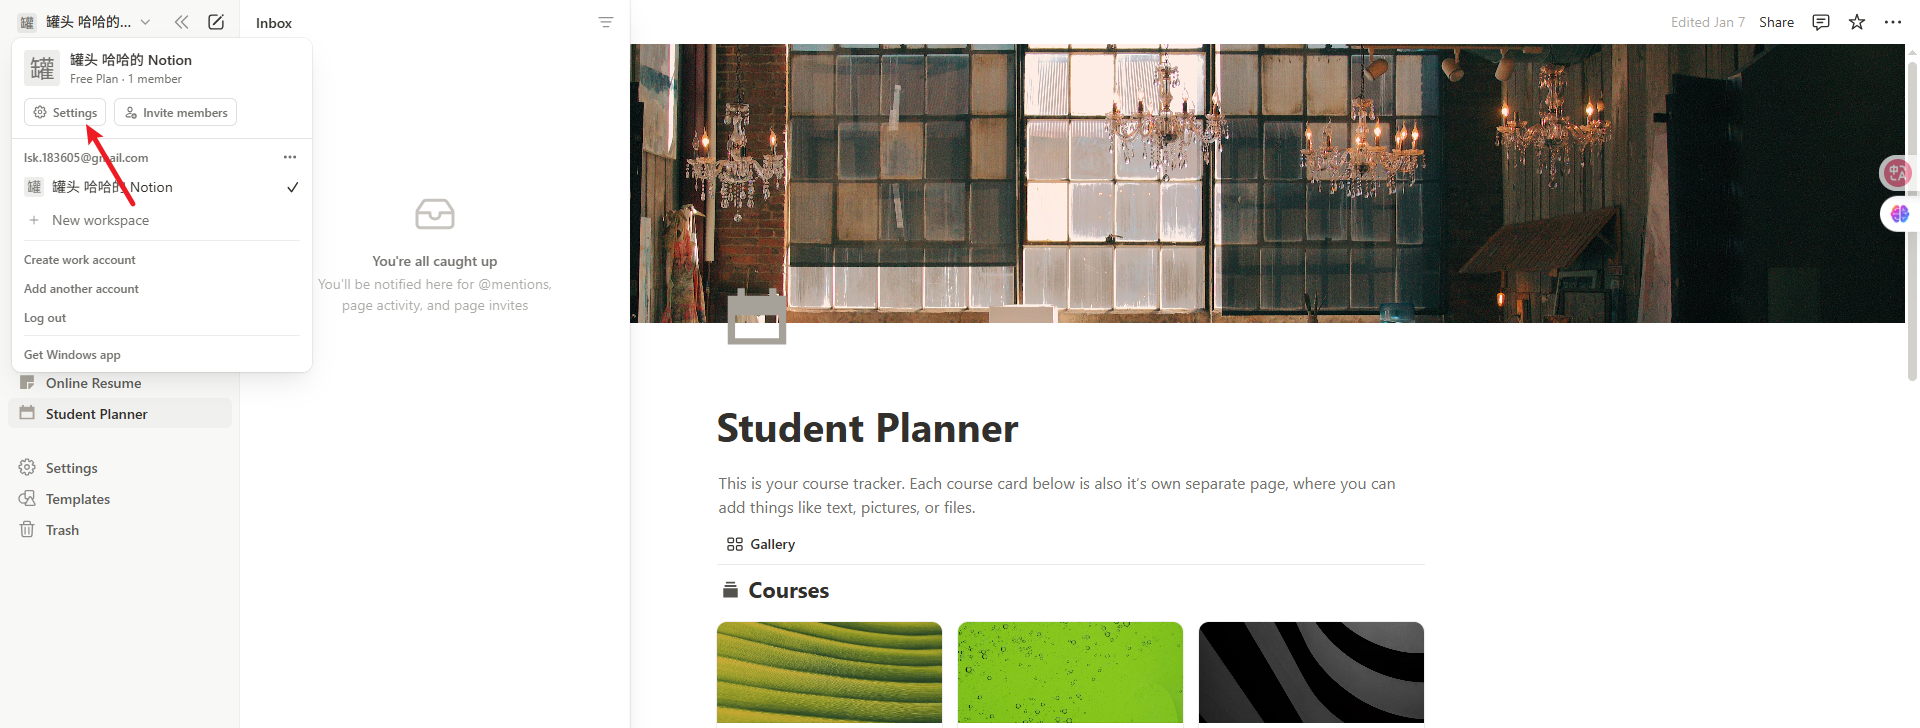 罐 罐头 哈哈的...
Inbox
Edited Jan 7
Share
罐
罐头 哈哈的 Notion
Free Plan · 1 member
Settings
Invite members
lsk.183605@gmail.com
罐 罐头 哈哈的 Notion
New workspace
Create work account
Add another account
Log out
Get Windows app
Online Resume
Student Planner
Settings
Templates
Trash
You're all caught up
You'll be notified here for @mentions,
page activity, and page invites
Student Planner
This is your course tracker. Each course card below is also it’s own separate page, where you can
add things like text, pictures, or files.
Gallery
Courses